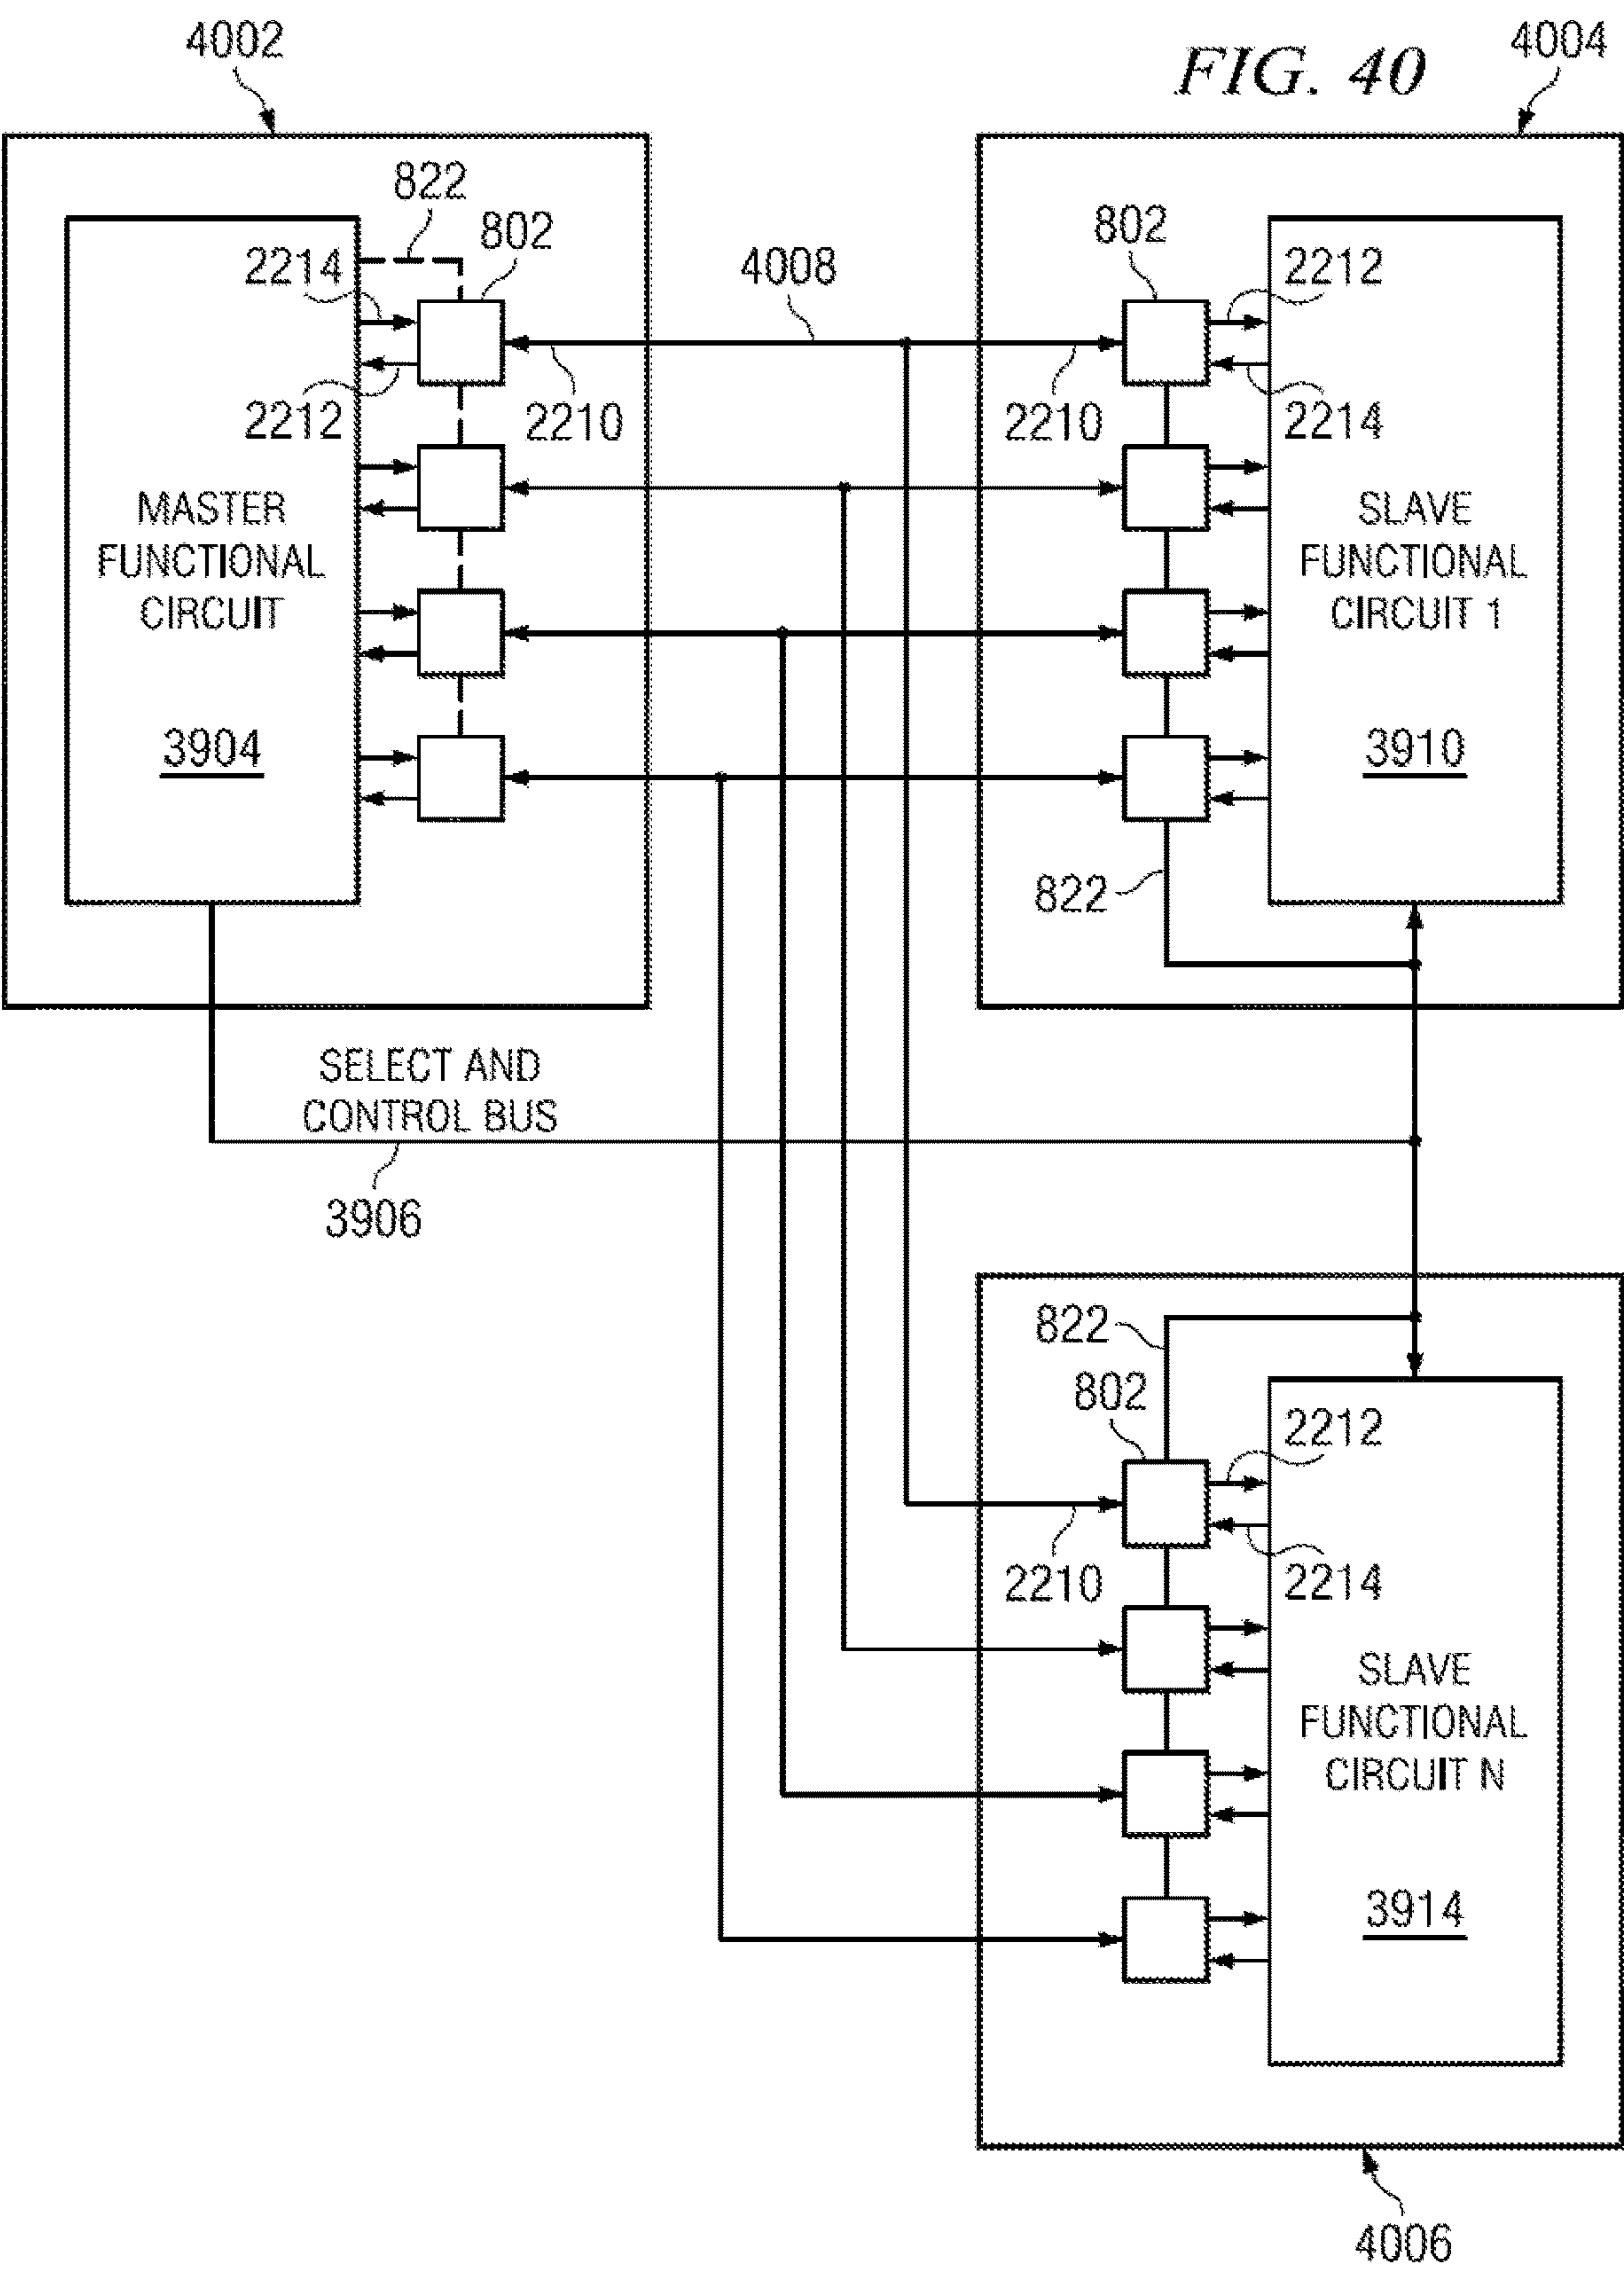 FIG. 40
4002
4004
822
802
2214
2212
2210
4008
MASTER
FUNCTIONAL
CIRCUIT
3904
802
2212
2210
2214
SLAVE
FUNCTIONAL
CIRCUIT 1
3910
822
SELECT AND
CONTROL BUS
3906
822
802
2212
2210
2214
SLAVE
FUNCTIONAL
CIRCUIT N
3914
4006